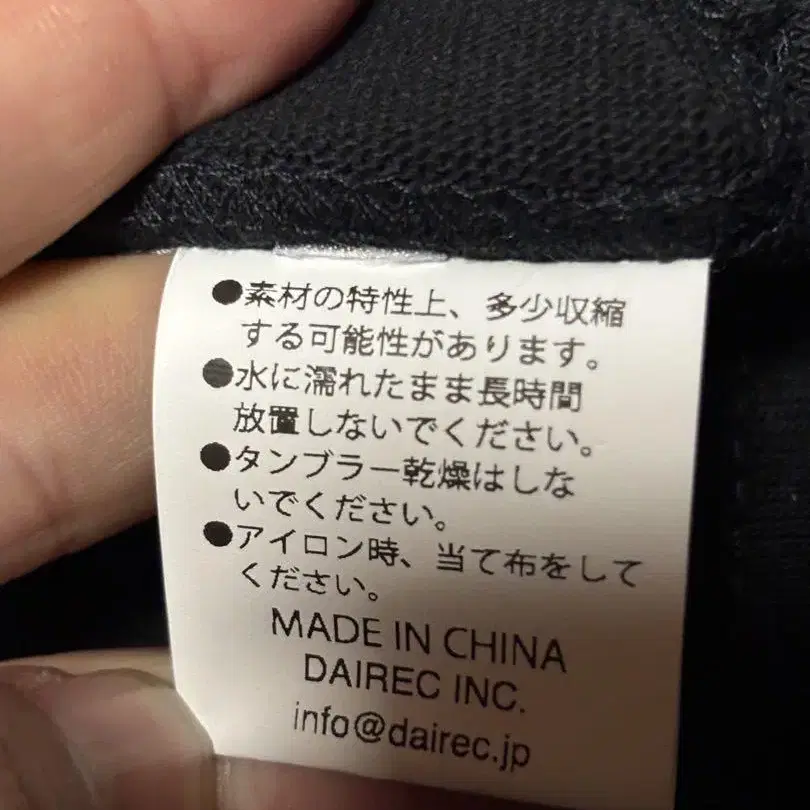 ●素材の特性上、多少収縮
する可能性があります。
●水に濡れたまま長時間
放置しないでください。
●タンブラー乾燥はしな
いでください。
●アイロン時、当て布をして
ください。
MADE IN CHINA
DAIREC INC.
info@dairec.jp